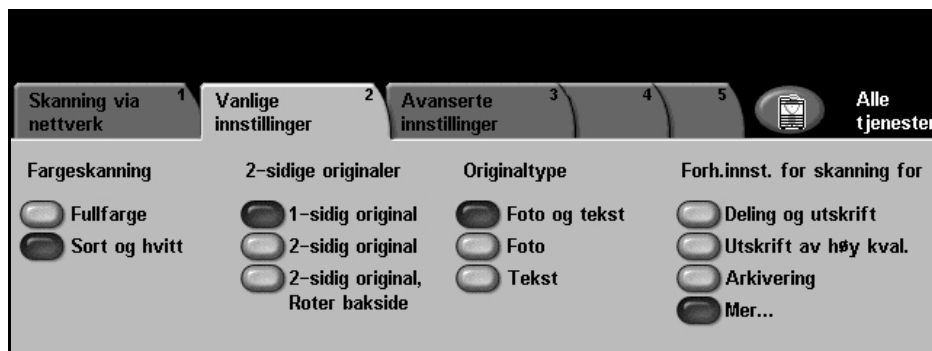 Skanning via
nettverk
1
Vanlige
innstillinger
2
Avanserte
innstillinger
3
4
5
Alle
tjenester
Fargeskanning
Fullfarge
Sort og hvitt
2-sidige originaler
1-sidig original
2-sidig original
2-sidig original,
Roter bakside
Originaltype
Foto og tekst
Foto
Tekst
Forh.innst. for skanning for
Deling og utskrift
Utskrift av høy kval.
Arkivering
Mer...